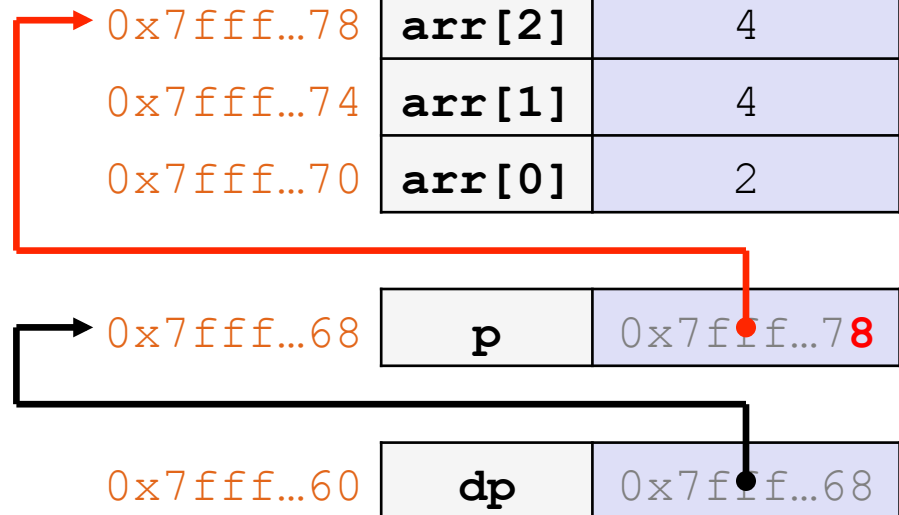 0x7fff…78 arr[2] 4
0x7fff…74 arr[1] 4
0x7fff…70 arr[0] 2
0x7fff…68 p 0x7fff…78
0x7fff…60 dp 0x7fff…68